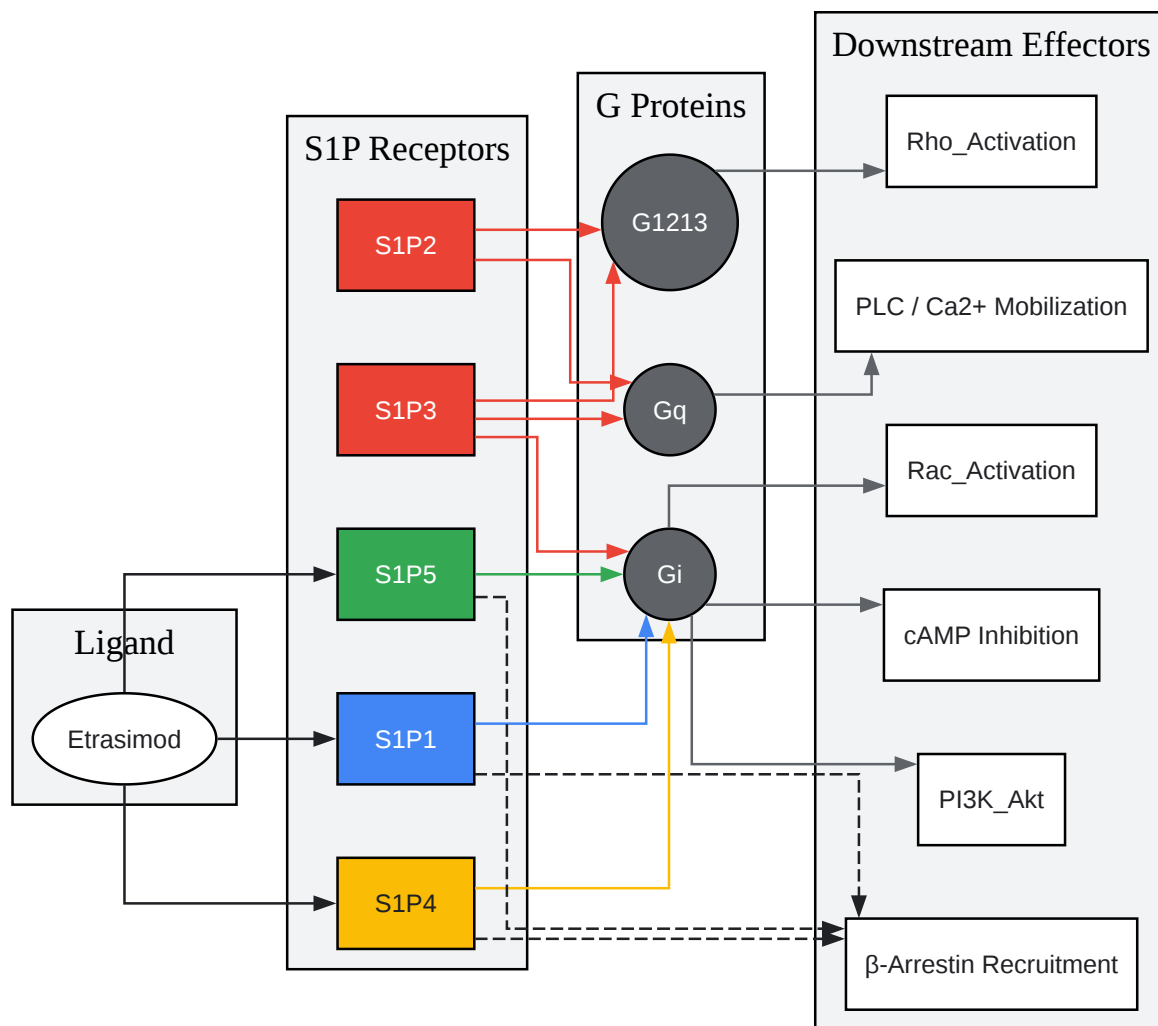 Downstream Effectors
G Proteins
S1P Receptors
Ligand
Rho_Activation
G1213
S1P2
PLC / Ca2+ Mobilization
S1P3
Gq
Rac_Activation
S1P5
Gi
cAMP Inhibition
Etrasimod
S1P1
PI3K_Akt
S1P4
β-Arrestin Recruitment